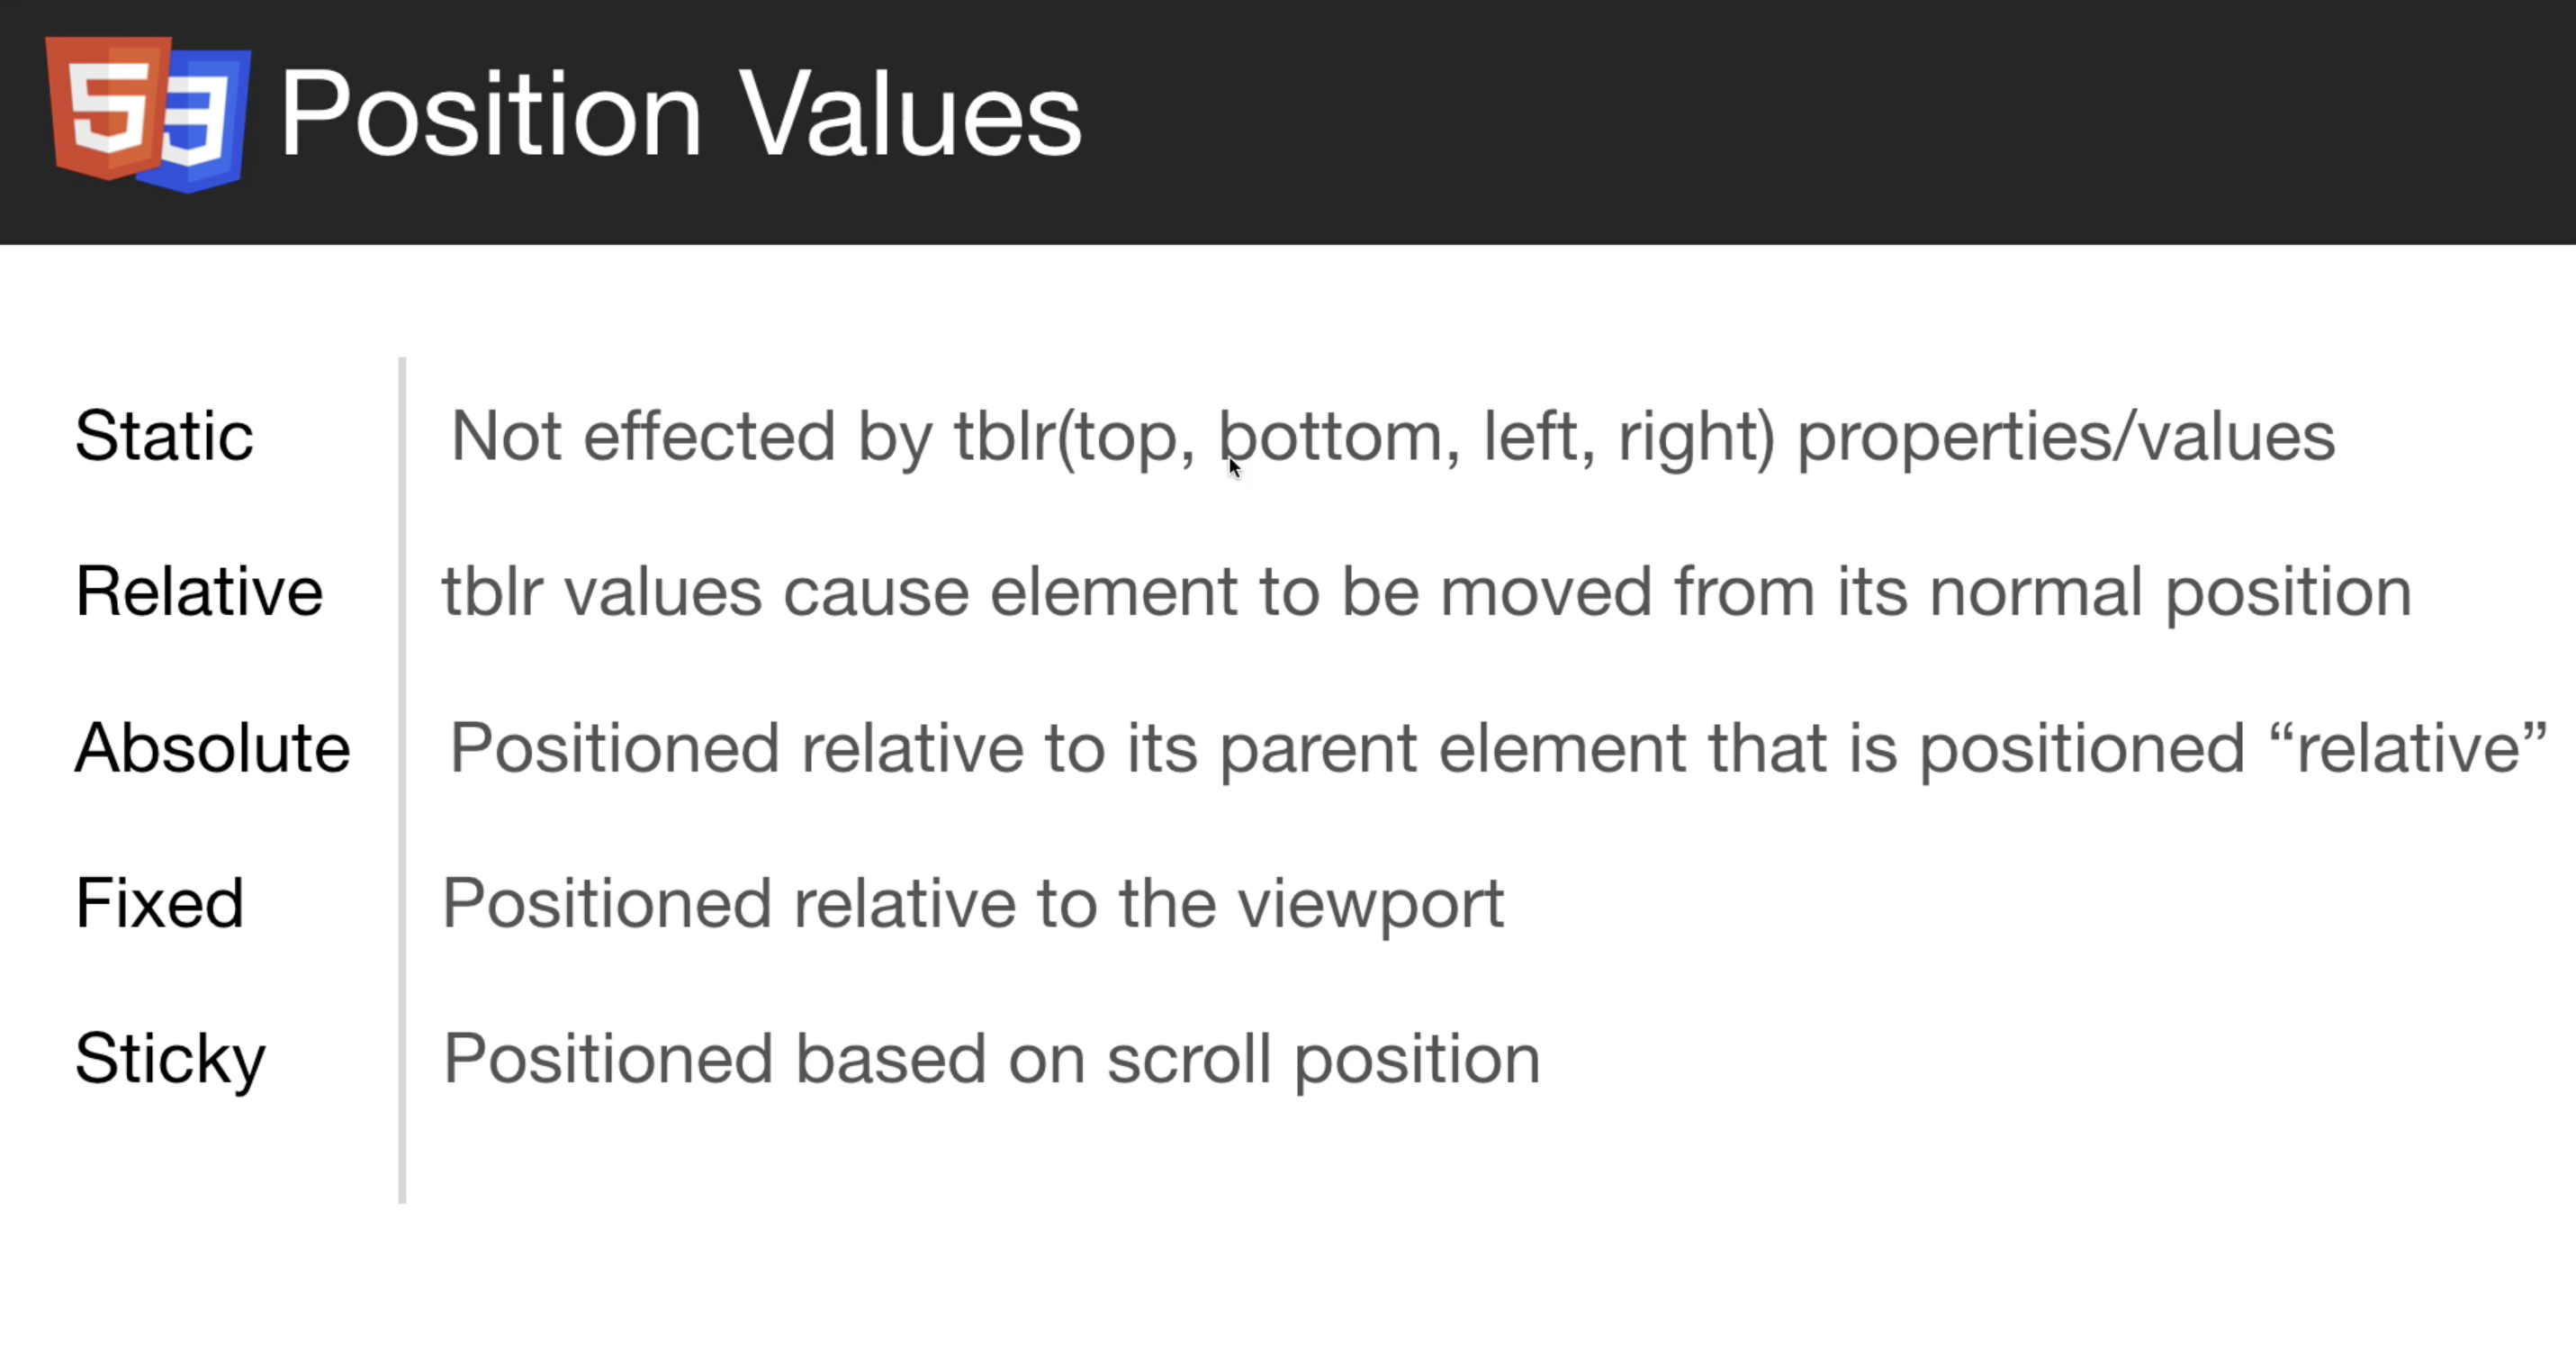 Position Values
Static
Not effected by tblr(top, bottom, left, right) properties/values
Relative
tblr values cause element to be moved from its normal position
Absolute
Positioned relative to its parent element that is positioned “relative”
Fixed
Positioned relative to the viewport
Sticky
Positioned based on scroll position